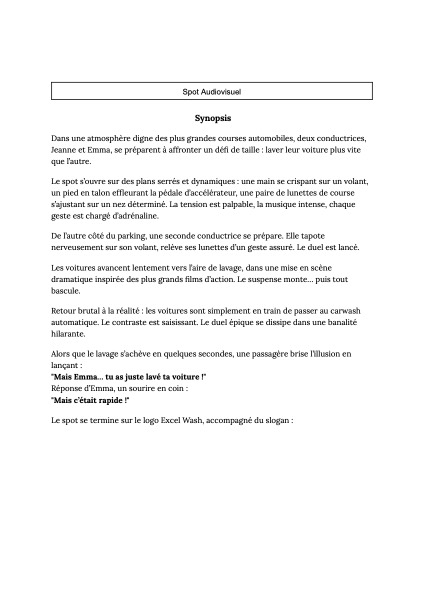 Spot Audiovisuel
Synopsis
Dans une atmosphère digne des plus grandes courses automobiles, deux conductrices,
Jeanne et Emma, se préparent à affronter un défi de taille : laver leur voiture plus vite
que l'autre.
Le spot s'ouvre sur des plans serrés et dynamiques : une main se crispant sur un volant,
un pied en talon effleurant la pédale d'accélérateur, une paire de lunettes de course
s'ajustant sur un nez déterminé. La tension est palpable, la musique intense, chaque
geste est chargé d'adrénaline.
De l'autre côté du parking, une seconde conductrice se prépare. Elle tapote
nerveusement sur son volant, relève ses lunettes d'un geste assuré. Le duel est lancé.
Les voitures avancent lentement vers l'aire de lavage, dans une mise en scène
dramatique inspirée des plus grands films d'action. Le suspense monte... puis tout
bascule.
Retour brutal à la réalité : les voitures sont simplement en train de passer au carwash
automatique. Le contraste est saisissant. Le duel épique se dissipe dans une banalité
hilarante.
Alors que le lavage s'achève en quelques secondes, une passagère brise l'illusion en
lançant :
"Mais Emma... tu as juste lavé ta voiture !"
Réponse d'Emma, un sourire en coin :
"Mais c'était rapide !"
Le spot se termine sur le logo Excel Wash, accompagné du slogan :